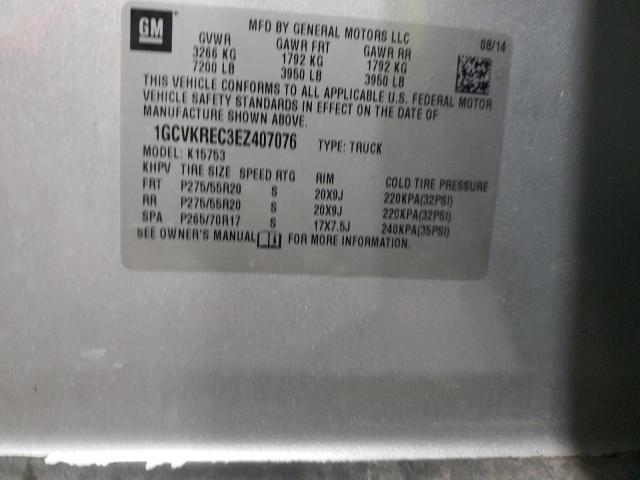 GM
MFD BY GENERAL MOTORS LLC
08/14
GVWR GAWR FRT GAWR RR
3266 KG 1792 KG 1792 KG
7200 LB 3950 LB 3950 LB
THIS VEHICLE CONFORMS TO ALL APPLICABLE U.S. FEDERAL MOTOR
VEHICLE SAFETY STANDARDS IN EFFECT ON THE DATE OF
MANUFACTURE SHOWN ABOVE.
1GCVKREC3EZ407076 TYPE: TRUCK
MODEL: K15753
KHPV TIRE SIZE SPEED RTG RIM COLD TIRE PRESSURE
FRT P275/55R20 S 20X9J 220KPA(32PSI)
RR P275/55R20 S 20X9J 220KPA(32PSI)
SPA P265/70R17 S 17X7.5J 240KPA(35PSI)
SEE OWNER'S MANUAL FOR MORE INFORMATION.